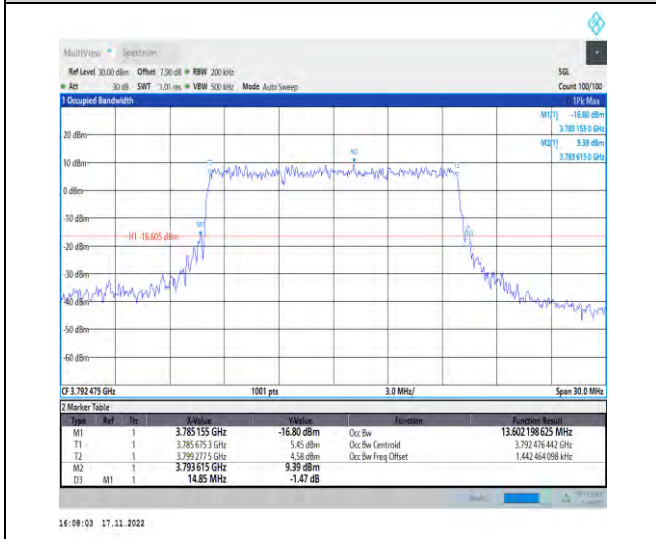 MultiView Spectrum
Ref Level 30.00 dBm Offset 7.50 dB RBW 200 kHz SGL
Att 30 dB SWT 1.01 ms VBW 500 kHz Mode Auto Sweep Count 100/100
1 Occupied Bandwidth 1Pk Max
M1[1] -16.80 dBm
3.785 155 0 GHz
M2[1] 9.39 dBm
3.793 615 0 GHz
20 dBm
M2
10 dBm
0 dBm
-10 dBm
M1
H1 -16.605 dBm
-20 dBm
-30 dBm
-40 dBm
-50 dBm
-60 dBm
CF 3.792 475 GHz 1001 pts 3.0 MHz/ Span 30.0 MHz
2 Marker Table
Type Ref Trc X-Value Y-Value Function Function Result
M1 1 3.785 155 GHz -16.80 dBm Occ Bw 13.602 198 625 MHz
T1 1 3.785 675 3 GHz 5.45 dBm Occ Bw Centroid 3.792 476 442 GHz
T2 1 3.799 277 5 GHz 4.58 dBm Occ Bw Freq Offset 1.442 464 098 kHz
M2 1 3.793 615 GHz 9.39 dBm
D3 M1 1 14.85 MHz -1.47 dB
16:08:03 17.11.2022